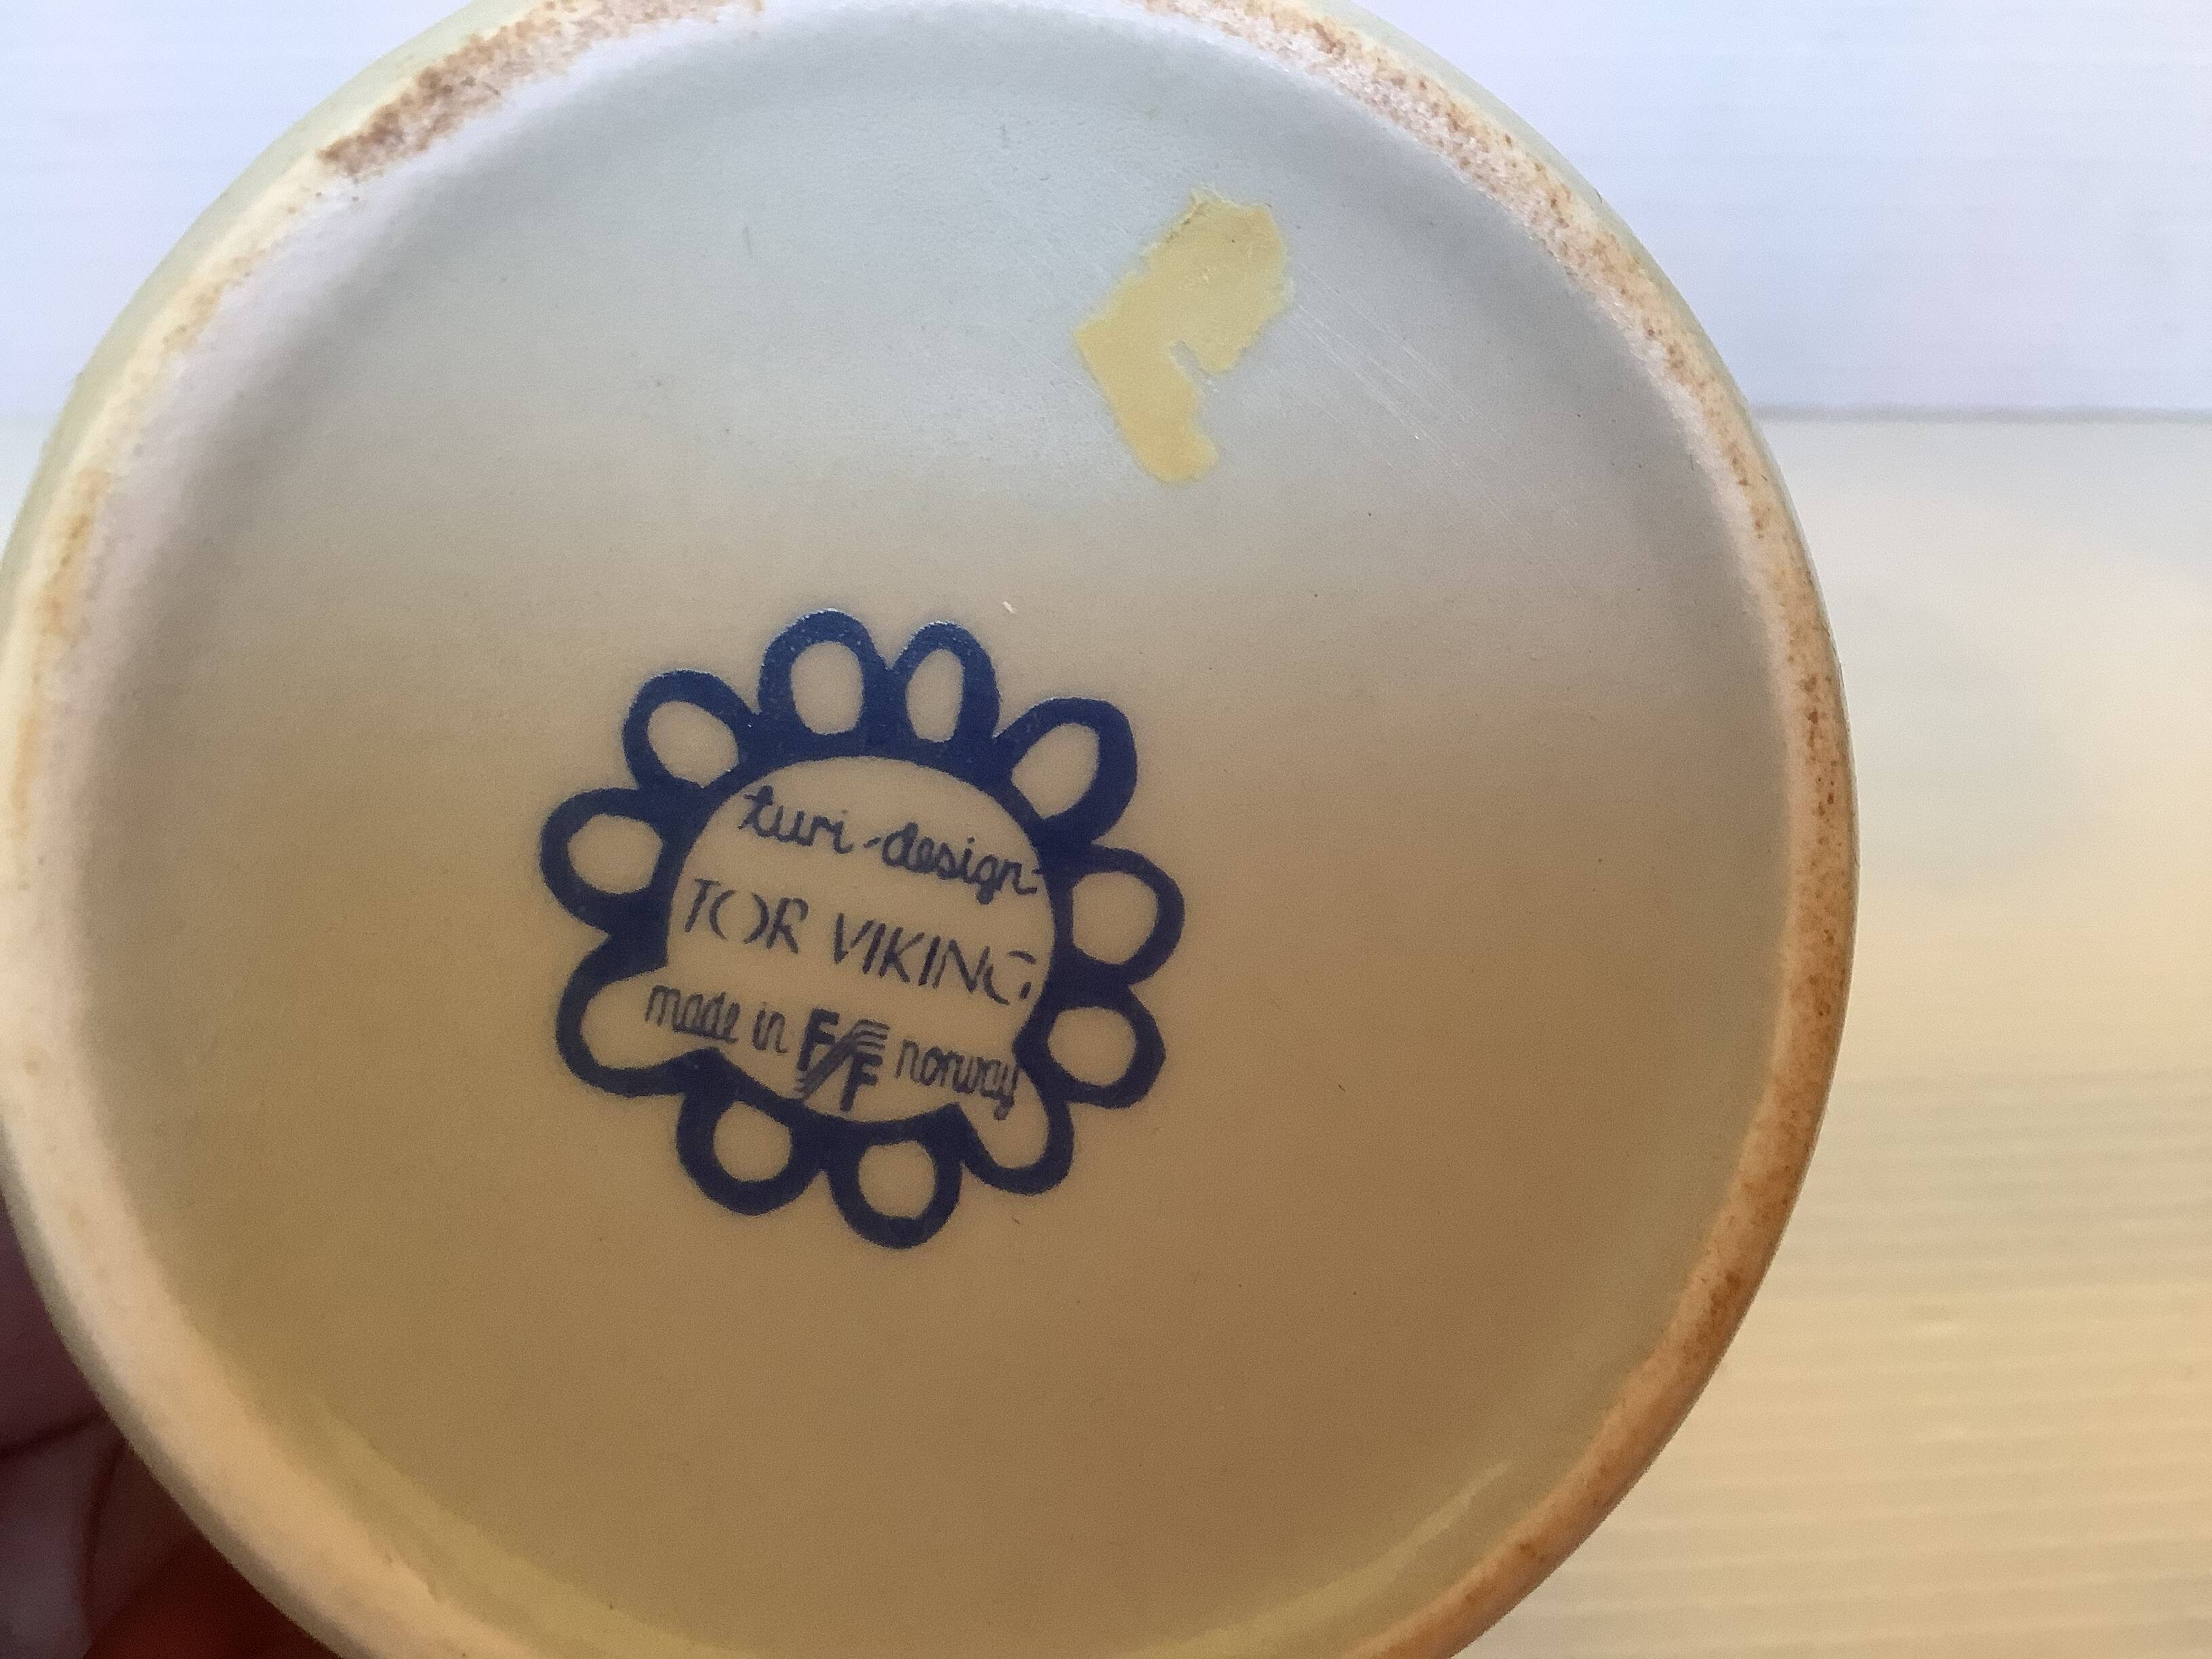 turi-design
TOR VIKING
made in F/F norway